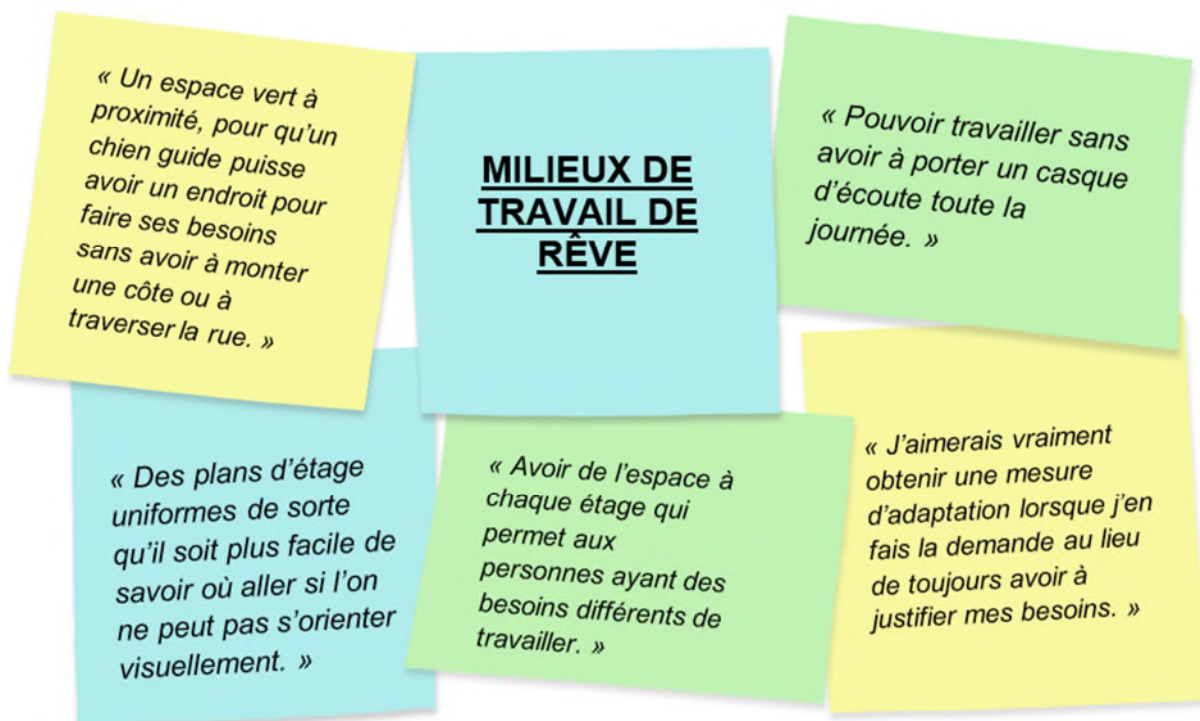 « Un espace vert à
proximité, pour qu'un
chien guide puisse
avoir un endroit pour
faire ses besoins
sans avoir à monter
une côte ou à
traverser la rue. »
MILIEUX DE
TRAVAIL DE
RÊVE
« Pouvoir travailler sans
avoir à porter un casque
d'écoute toute la
journée. »
« Des plans d'étage
uniformes de sorte
qu'il soit plus facile de
savoir où aller si l'on
ne peut pas s'orienter
visuellement. »
« Avoir de l'espace à
chaque étage qui
permet aux
personnes ayant des
besoins différents de
travailler. »
« J'aimerais vraiment
obtenir une mesure
d'adaptation lorsque j'en
fais la demande au lieu
de toujours avoir à
justifier mes besoins. »